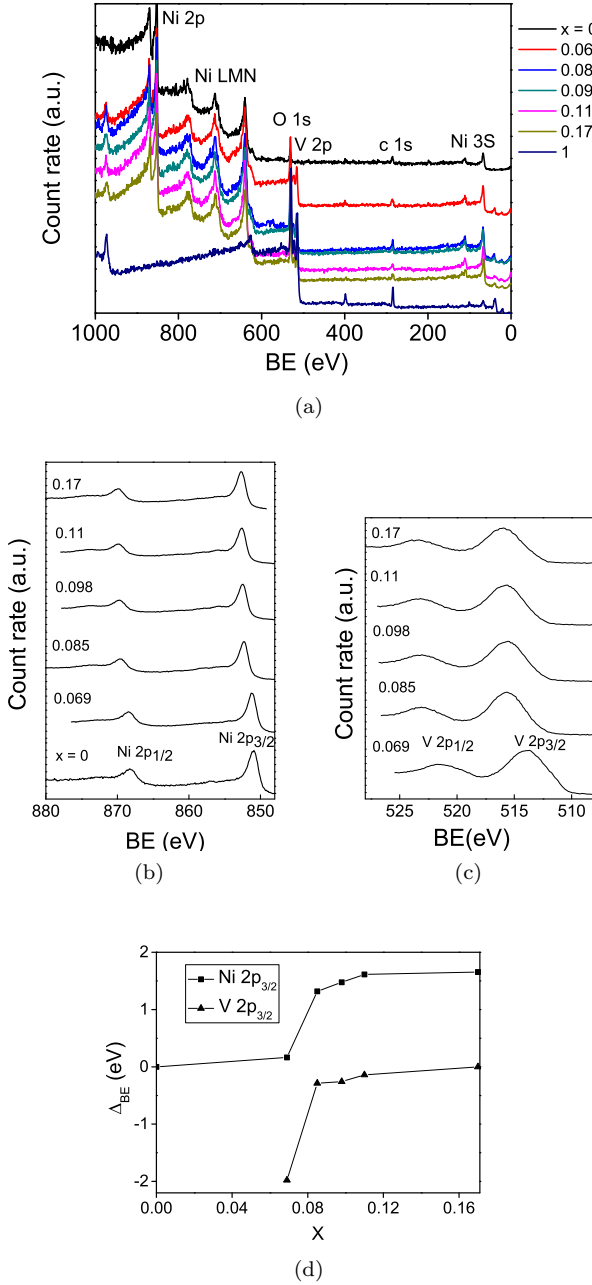 Ni 2p
Ni LMN
O 1s
V 2p
c 1s
Ni 3S
x = 0
0.06
0.08
0.09
0.11
0.17
1
Count rate (a.u.)
1000 800 600 400 200 0
BE (eV)
(a)
0.17
0.11
0.098
0.085
0.069
x = 0
Ni 2p1/2
Ni 2p3/2
Count rate (a.u.)
880 870 860 850
BE (eV)
(b)
0.17
0.11
0.098
0.085
0.069
V 2p1/2
V 2p3/2
Count rate (a.u.)
525 520 515 510
BE(eV)
(c)
2
1
0
-1
-2
Ni 2p3/2
V 2p3/2
ΔBE (eV)
0.00 0.04 0.08 0.12 0.16
X
(d)